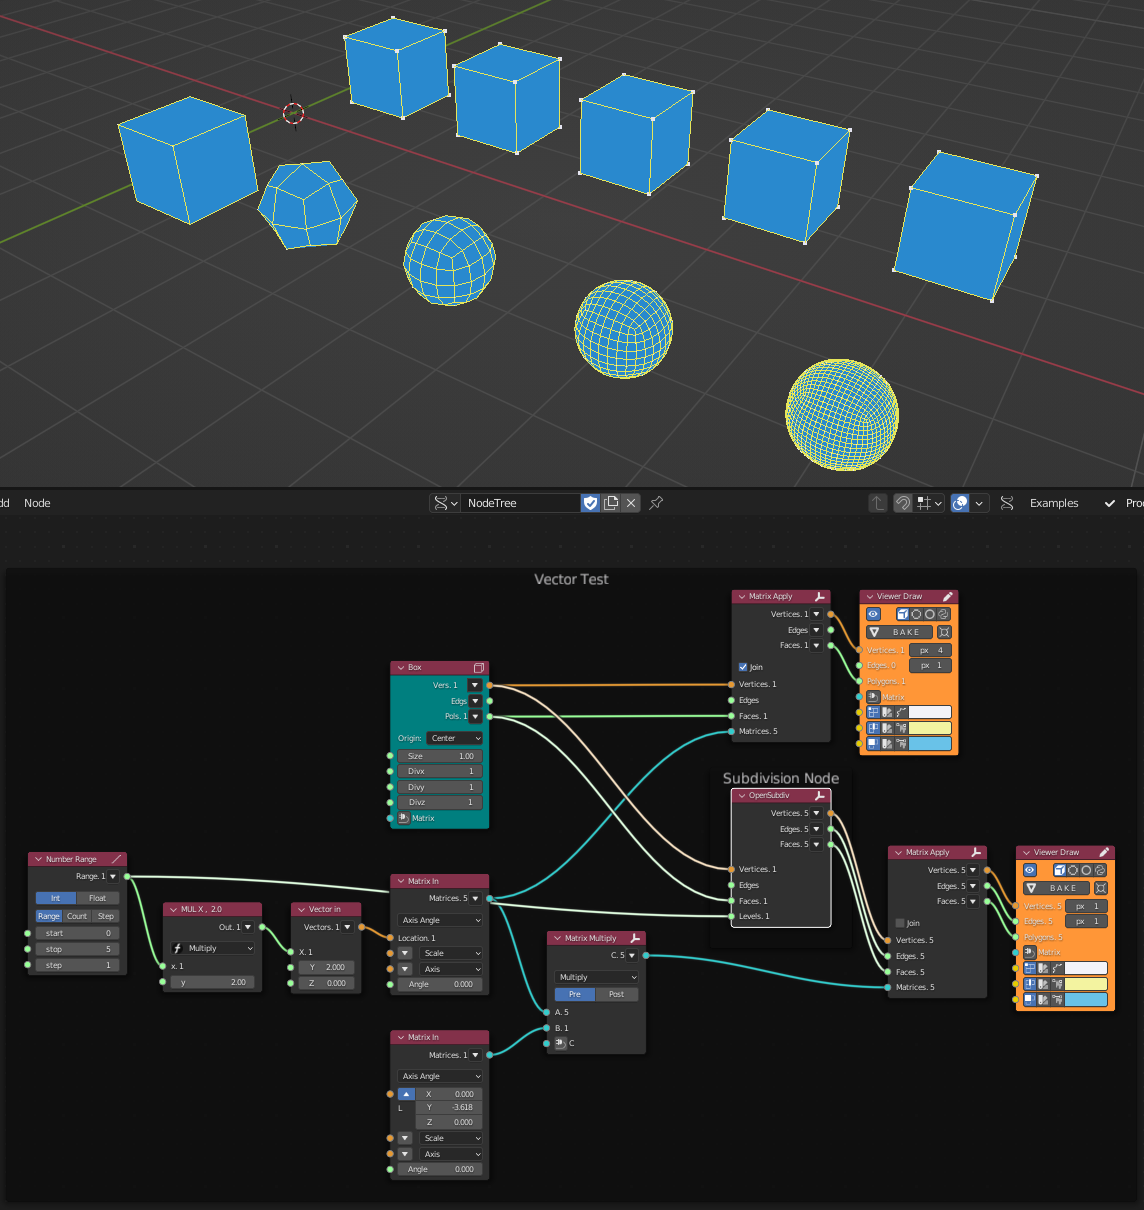 dd Node NodeTree Examples Pro
Vector Test
Matrix Apply
Vertices. 1
Edges
Faces. 1
Join
Vertices. 1
Edges
Faces. 1
Matrices. 5
Viewer Draw
BAKE
Vertices. 1 px 4
Edges. 0 px 1
Polygons. 1
Matrix
Box
Vers. 1
Edgs
Pols. 1
Origin: Center
Size 1.00
Divx 1
Divy 1
Divz 1
Matrix
Subdivision Node
OpenSubdiv
Vertices. 5
Edges. 5
Faces. 5
Vertices. 1
Edges
Faces. 1
Levels. 1
Number Range
Range. 1
Int Float
Range Count Step
start 0
stop 5
step 1
MUL X, 2.0
Out. 1
Multiply
x. 1
y 2.00
Vector in
Vectors. 1
X. 1
Y 2.000
Z 0.000
Matrix In
Matrices. 5
Axis Angle
Location. 1
Scale
Axis
Angle 0.000
Matrix Multiply
C. 5
Multiply
Pre Post
A. 5
B. 1
C
Matrix In
Matrices. 1
Axis Angle
X 0.000
L Y -3.618
Z 0.000
Scale
Axis
Angle 0.000
Matrix Apply
Vertices. 5
Edges. 5
Faces. 5
Join
Vertices. 5
Edges. 5
Faces. 5
Matrices. 5
Viewer Draw
BAKE
Vertices. 5 px 1
Edges. 5 px 1
Polygons. 5
Matrix